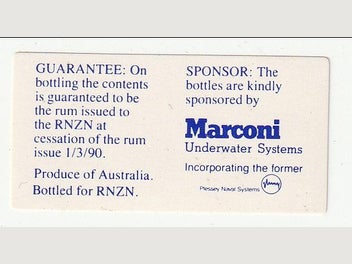 GUARANTEE: On
bottling the contents
is guaranteed to be
the rum issued to
the RNZN at
cessation of the rum
issue 1/3/90.
Produce of Australia.
Bottled for RNZN.
SPONSOR: The
bottles are kindly
sponsored by
Marconi
Underwater Systems
Incorporating the former
Plessey Naval Systems